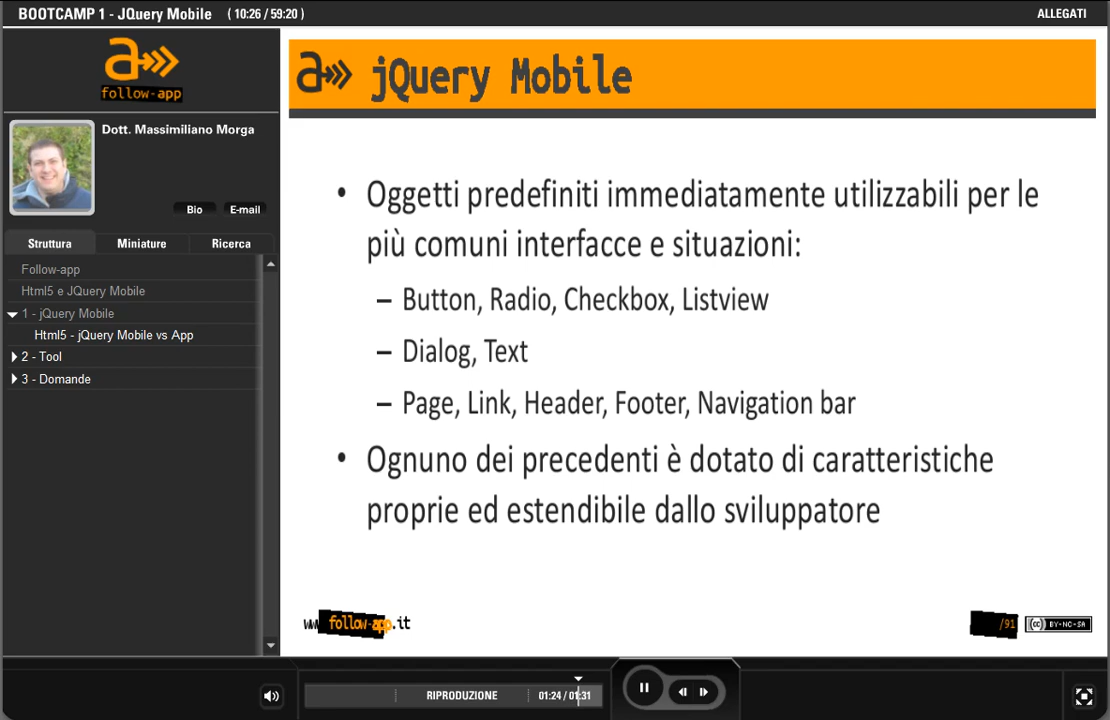 BOOTCAMP 1 - JQuery Mobile ( 10:26 / 59:20 )
ALLEGATI
a
follow-app
Dott. Massimiliano Morga
Bio
E-mail
Struttura
Miniature
Ricerca
Follow-app
Html5 e JQuery Mobile
1 - jQuery Mobile
Html5 - jQuery Mobile vs App
2 - Tool
3 - Domande
a jQuery Mobile
• Oggetti predefiniti immediatamente utilizzabili per le
più comuni interfacce e situazioni:
– Button, Radio, Checkbox, Listview
– Dialog, Text
– Page, Link, Header, Footer, Navigation bar
• Ognuno dei precedenti è dotato di caratteristiche
proprie ed estendibile dallo sviluppatore
www.follow-app.it
/91
cc BY-NC-SA
RIPRODUZIONE
01:24 / 01:31